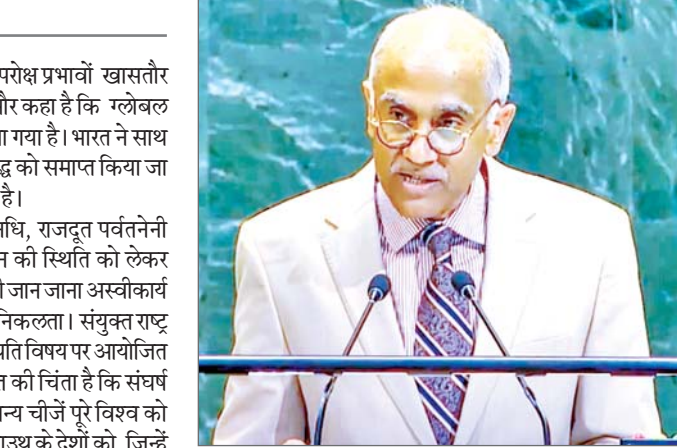 परोक्ष प्रभावों खासतौर
और कहा है कि ग्लोबल
गया है। भारत ने साथ
को समाप्त किया जा
है।
राजदूत पर्वतनेनी
की स्थिति को लेकर
जान जाना अस्वीकार्य
निकलता। संयुक्त राष्ट्र
विषय पर आयोजित
की चिंता है कि संघर्ष
चीजें पूरे विश्व को
के देशों को, जिन्हें